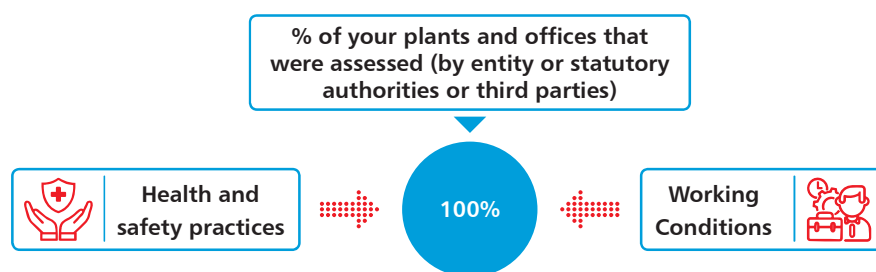 % of your plants and offices that
were assessed (by entity or statutory
authorities or third parties)
Health and
safety practices
100%
Working
Conditions